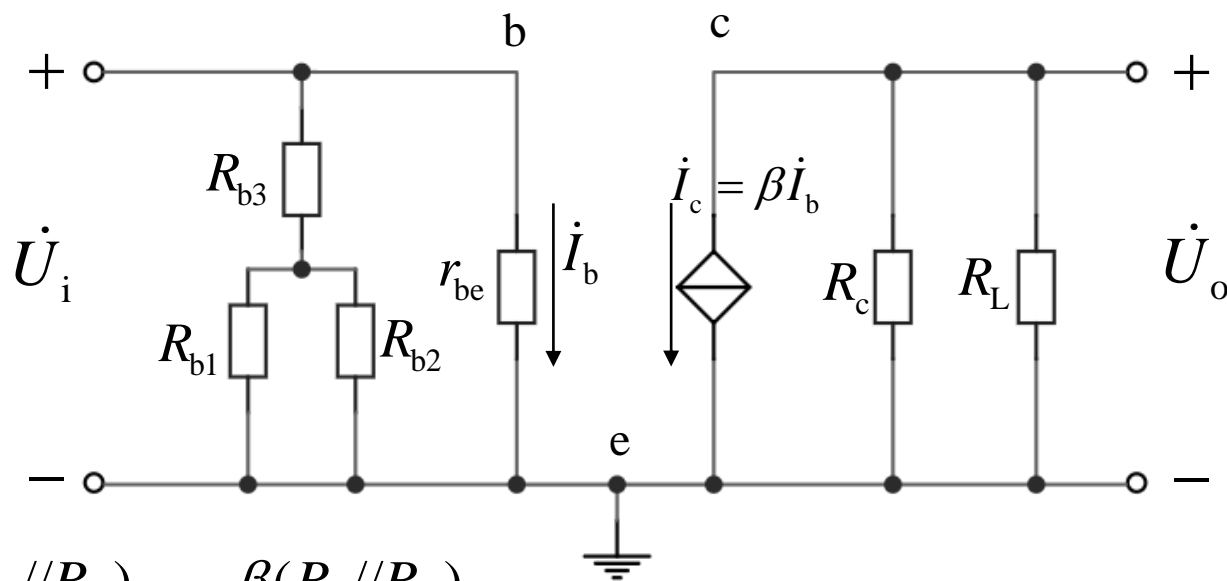 b c
+ +
R_b3 İ_c = βİ_b
U̇_i r_be İ_b R_c R_L U̇_o
R_b1 R_b2
e
− −
//R ) β(R //R )